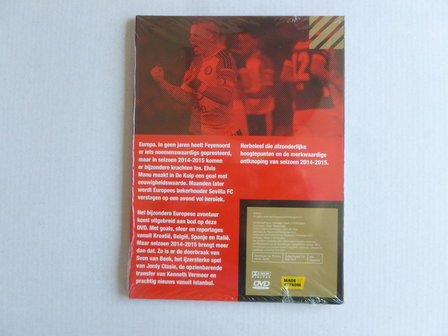 Europa. In geen jaren heeft Feyenoord
er iets noemenswaardigs gepresteerd,
maar in seizoen 2014-2015 komen
er bijzondere krachten los. Elvis
Manu maakt in De Kuip een goal met
eeuwigheidswaarde. Maanden later
wordt Europees bekerhouder Sevilla FC
verslagen op een avond vol heroiek.
Het bijzondere Europese avontuur
komt uitgebreid aan bod op deze
DVD. Met goals, sfeer en reportages
vanuit Kroatië, België, Spanje en Italië.
Maar seizoen 2014-2015 brengt meer
dan dat. Zo is er de doorbraak van
Sven van Beek, het ijzersterke spel
van Jordy Clasie, de opzienbarende
transfer van Kenneth Vermeer en
prachtig nieuws vanuit Istanbul.
Herbeleef die afzonderlijke
hoogtepunten en de merkwaardige
ontknoping van seizoen 2014-2015.
DVD
MADE